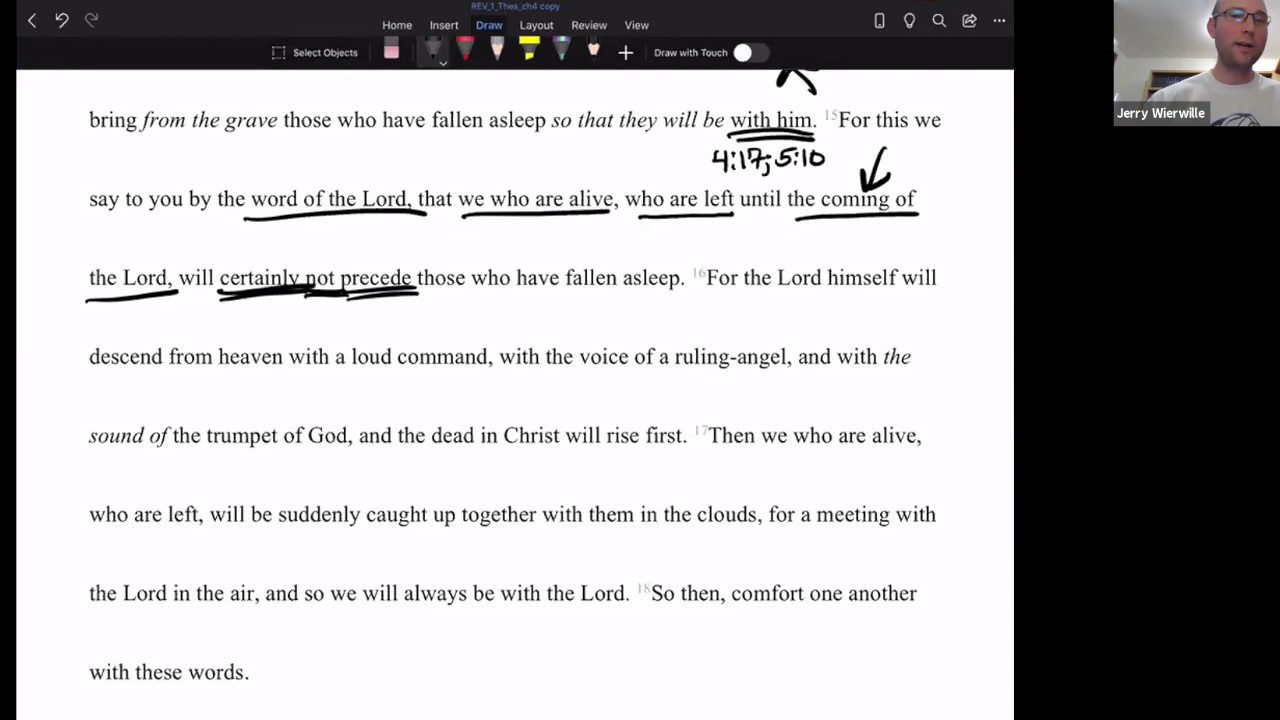 REV_1_Thes_ch4 copy
Home Insert Draw Layout Review View
Select Objects Draw with Touch
bring from the grave those who have fallen asleep so that they will be with him. 15For this we
4:17; 5:10
say to you by the word of the Lord, that we who are alive, who are left until the coming of
the Lord, will certainly not precede those who have fallen asleep. 16For the Lord himself will
descend from heaven with a loud command, with the voice of a ruling-angel, and with the
sound of the trumpet of God, and the dead in Christ will rise first. 17Then we who are alive,
who are left, will be suddenly caught up together with them in the clouds, for a meeting with
the Lord in the air, and so we will always be with the Lord. 18So then, comfort one another
with these words.
Jerry Wierwille